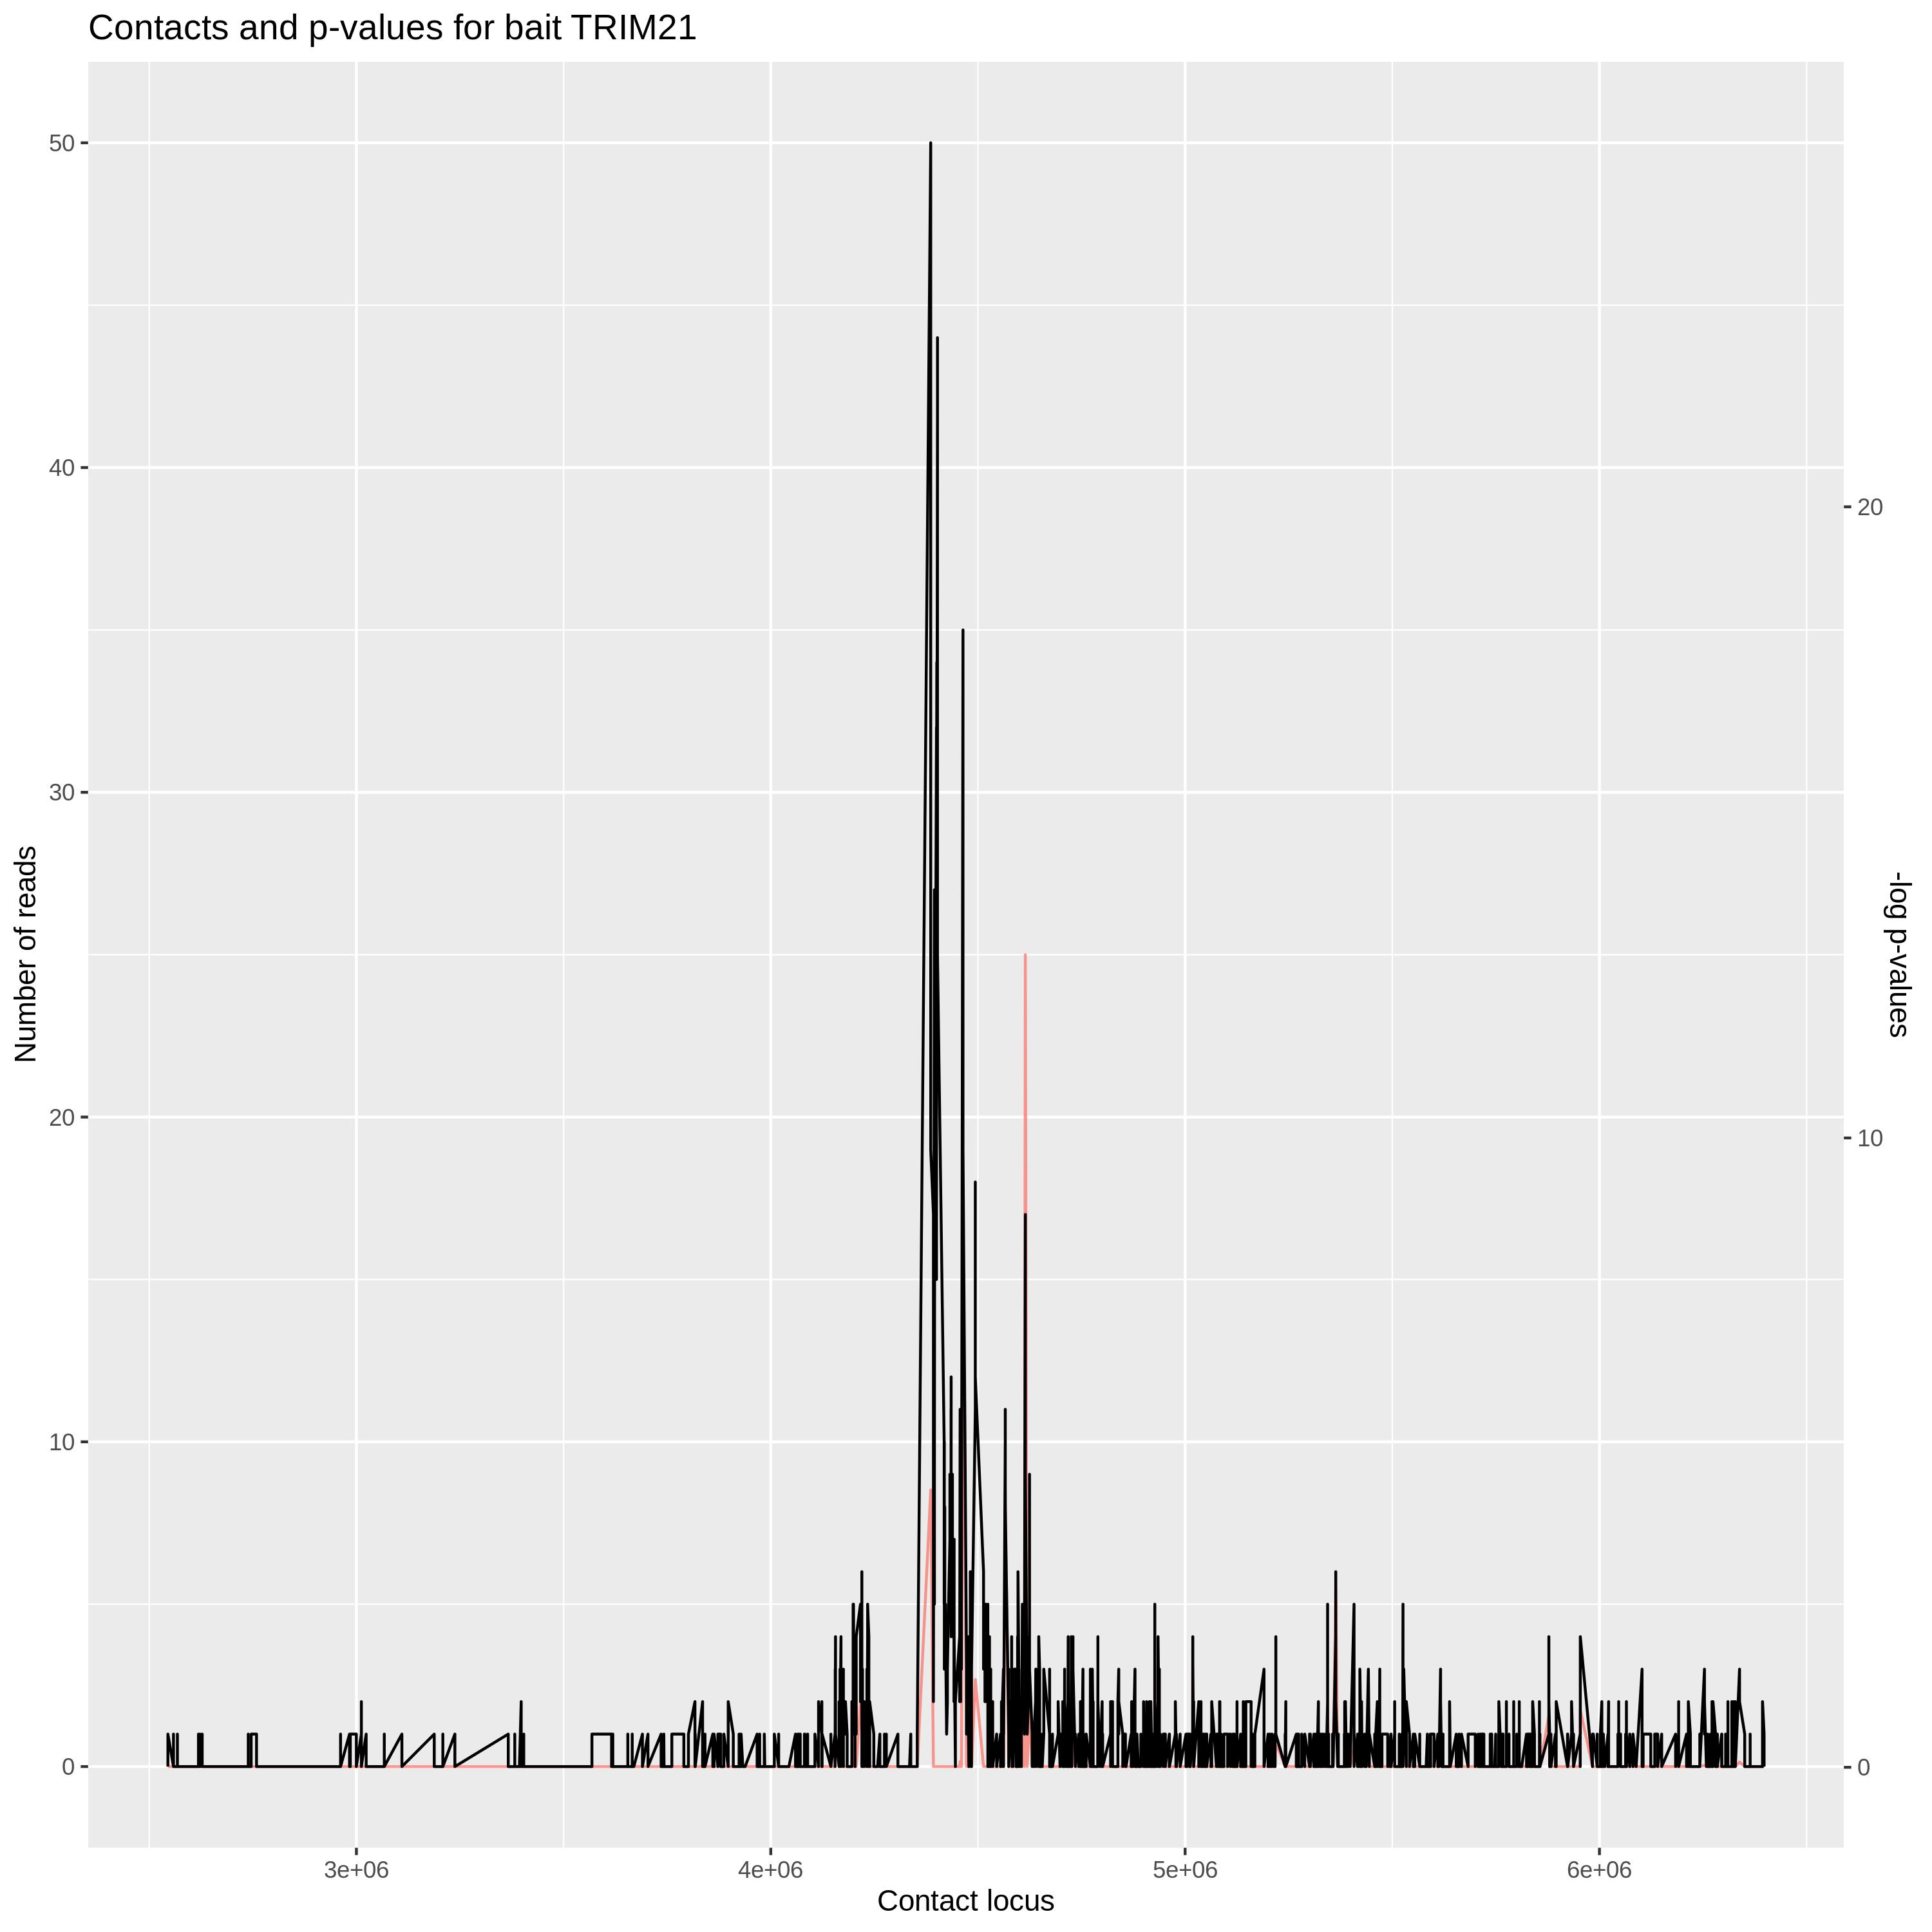 Contacts and p-values for bait TRIM21
50
40
30
20
10
0
Number of reads
20
10
0
-log p-values
3e+06
4e+06
5e+06
6e+06
Contact locus